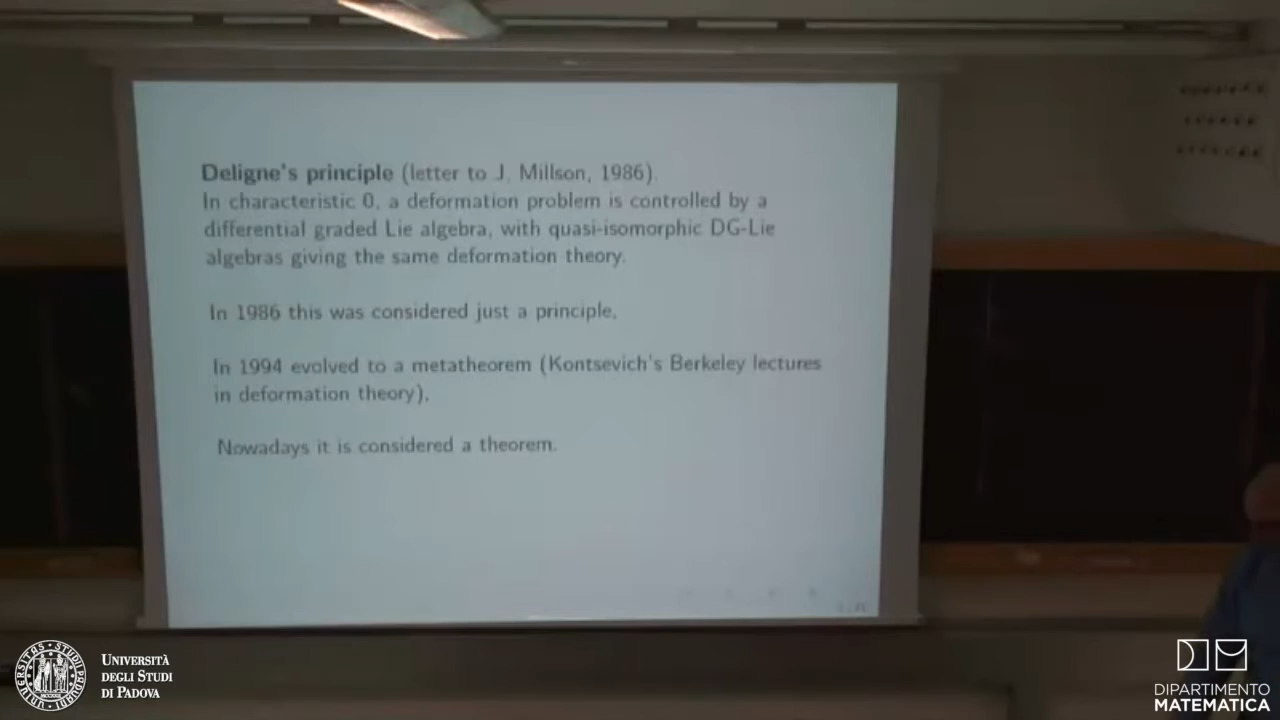 Deligne's principle (letter to J. Millson, 1986).
In characteristic 0, a deformation problem is controlled by a
differential graded Lie algebra, with quasi-isomorphic DG-Lie
algebras giving the same deformation theory.
In 1986 this was considered just a principle,
In 1994 evolved to a metatheorem (Kontsevich's Berkeley lectures
in deformation theory),
Nowadays it is considered a theorem.
UNIVERSITÀ
DEGLI STUDI
DI PADOVA
DIPARTIMENTO
MATEMATICA